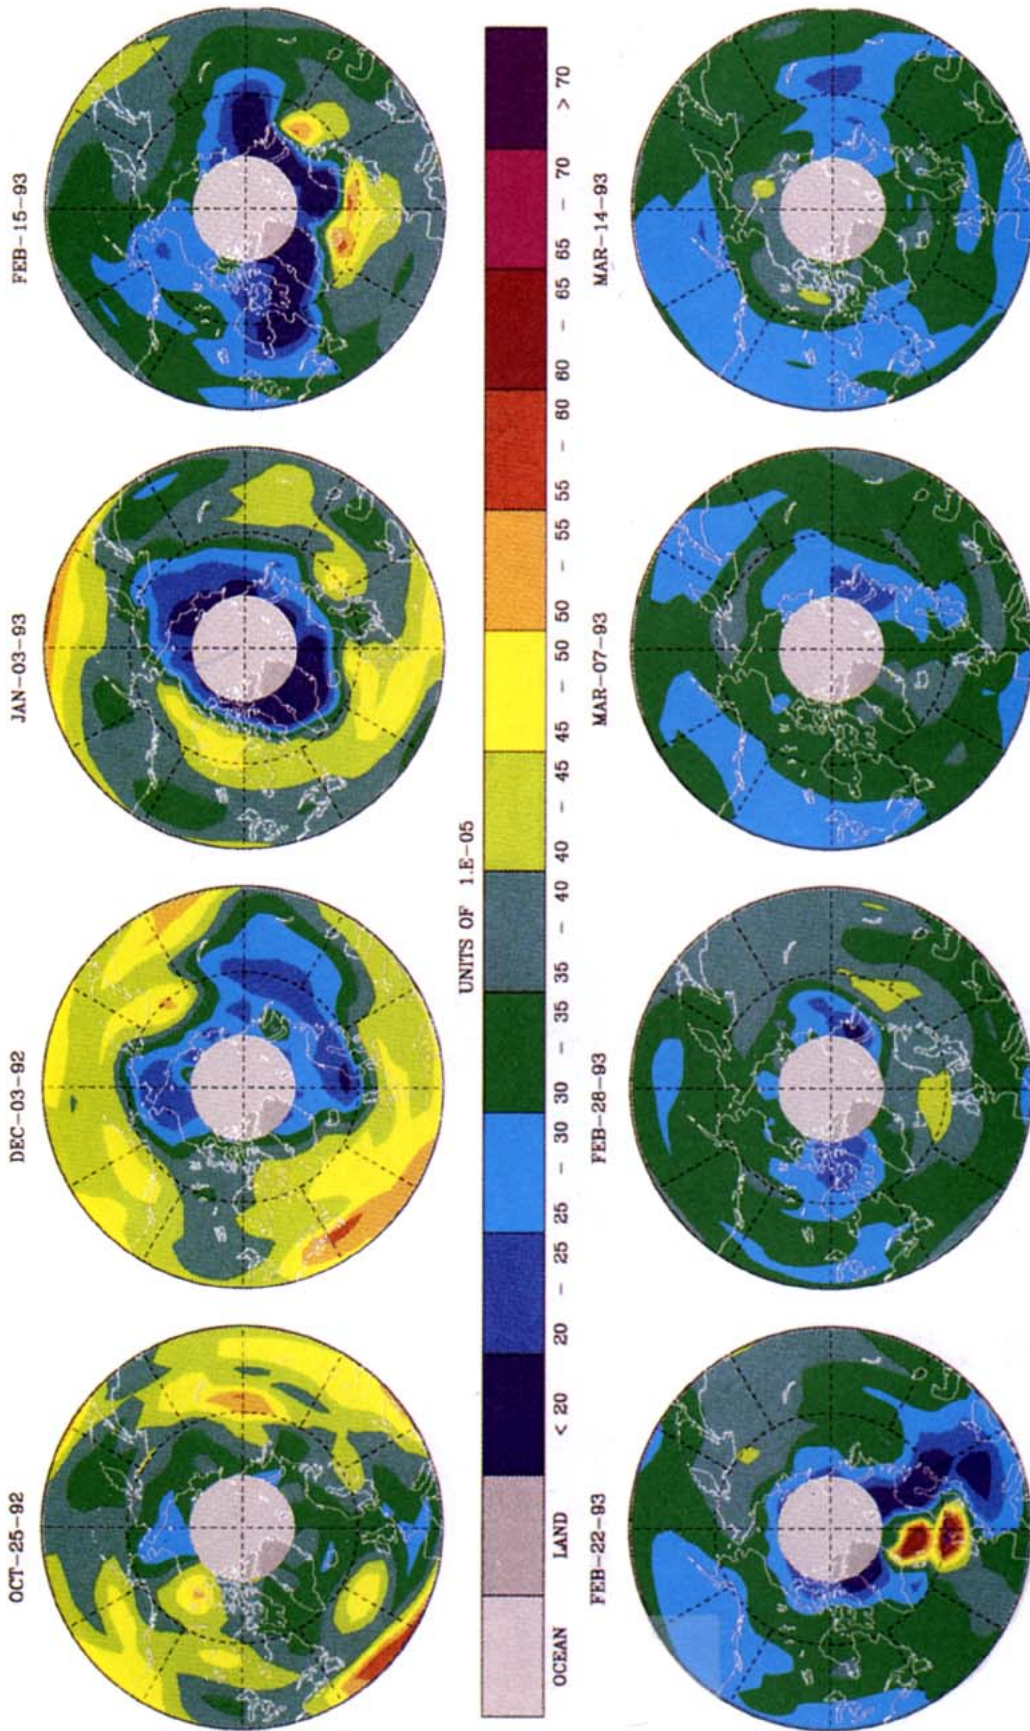 OCT-25-92
DEC-03-92
JAN-03-93
FEB-15-93
UNITS OF 1.E-05
OCEAN LAND < 20 20 - 25 25 - 30 30 - 35 35 - 40 40 - 45 45 - 50 50 - 55 55 - 60 60 - 65 65 - 70 > 70
FEB-22-93
FEB-28-93
MAR-07-93
MAR-14-93